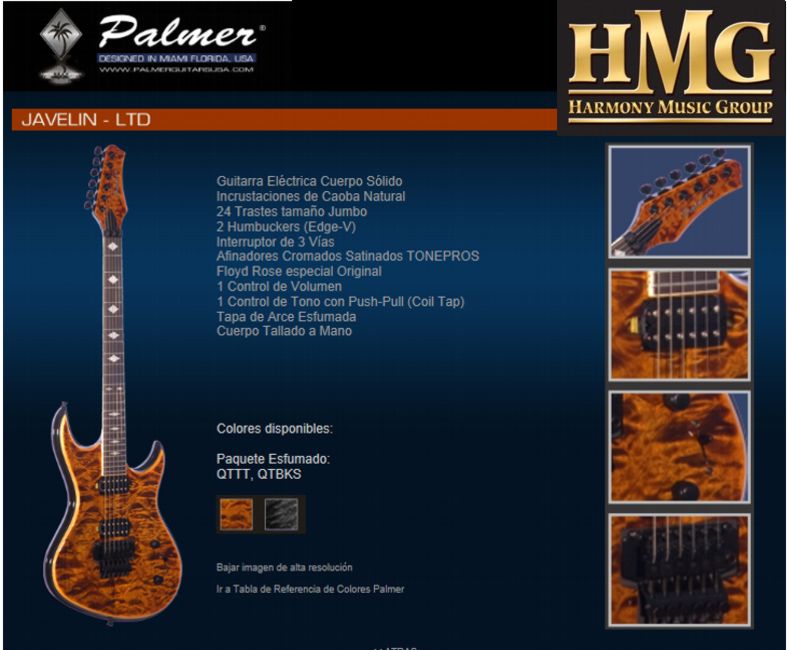 Palmer®
DESIGNED IN MIAMI FLORIDA, USA
WWW.PALMERGUITARSUSA.COM
HMG
HARMONY MUSIC GROUP
JAVELIN - LTD
Guitarra Eléctrica Cuerpo Sólido
Incrustaciones de Caoba Natural
24 Trastes tamaño Jumbo
2 Humbuckers (Edge-V)
Interruptor de 3 Vías
Afinadores Cromados Satinados TONEPROS
Floyd Rose especial Original
1 Control de Volumen
1 Control de Tono con Push-Pull (Coil Tap)
Tapa de Arce Esfumada
Cuerpo Tallado a Mano
Colores disponibles:
Paquete Esfumado:
QTTT, QTBKS
Bajar imagen de alta resolución
Ir a Tabla de Referencia de Colores Palmer